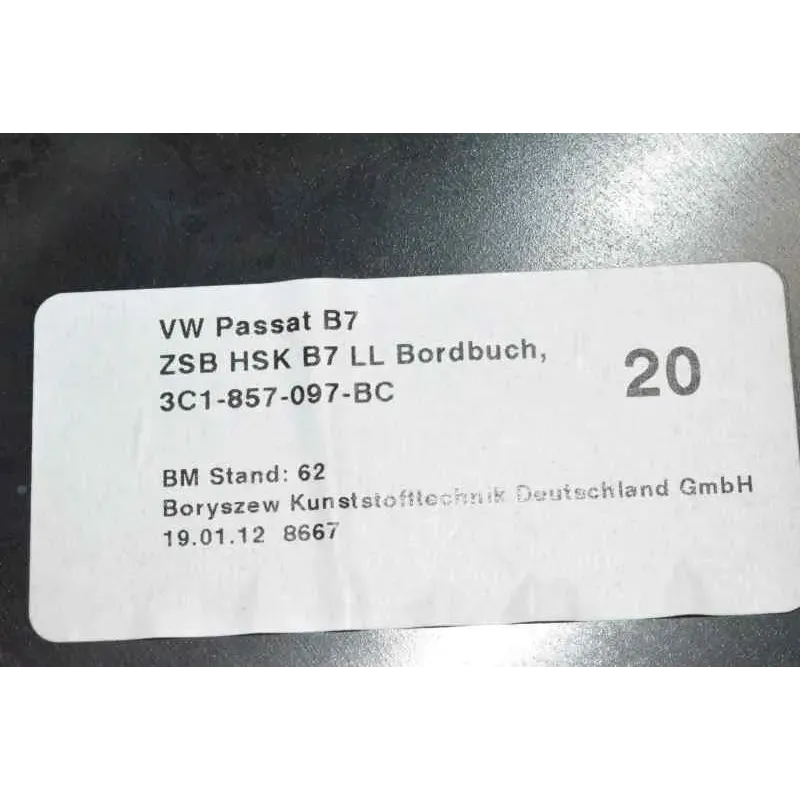 VW Passat B7
ZSB HSK B7 LL Bordbuch,
3C1-857-097-BC
20
BM Stand: 62
Boryszew Kunststofftechnik Deutschland GmbH
19.01.12 8667